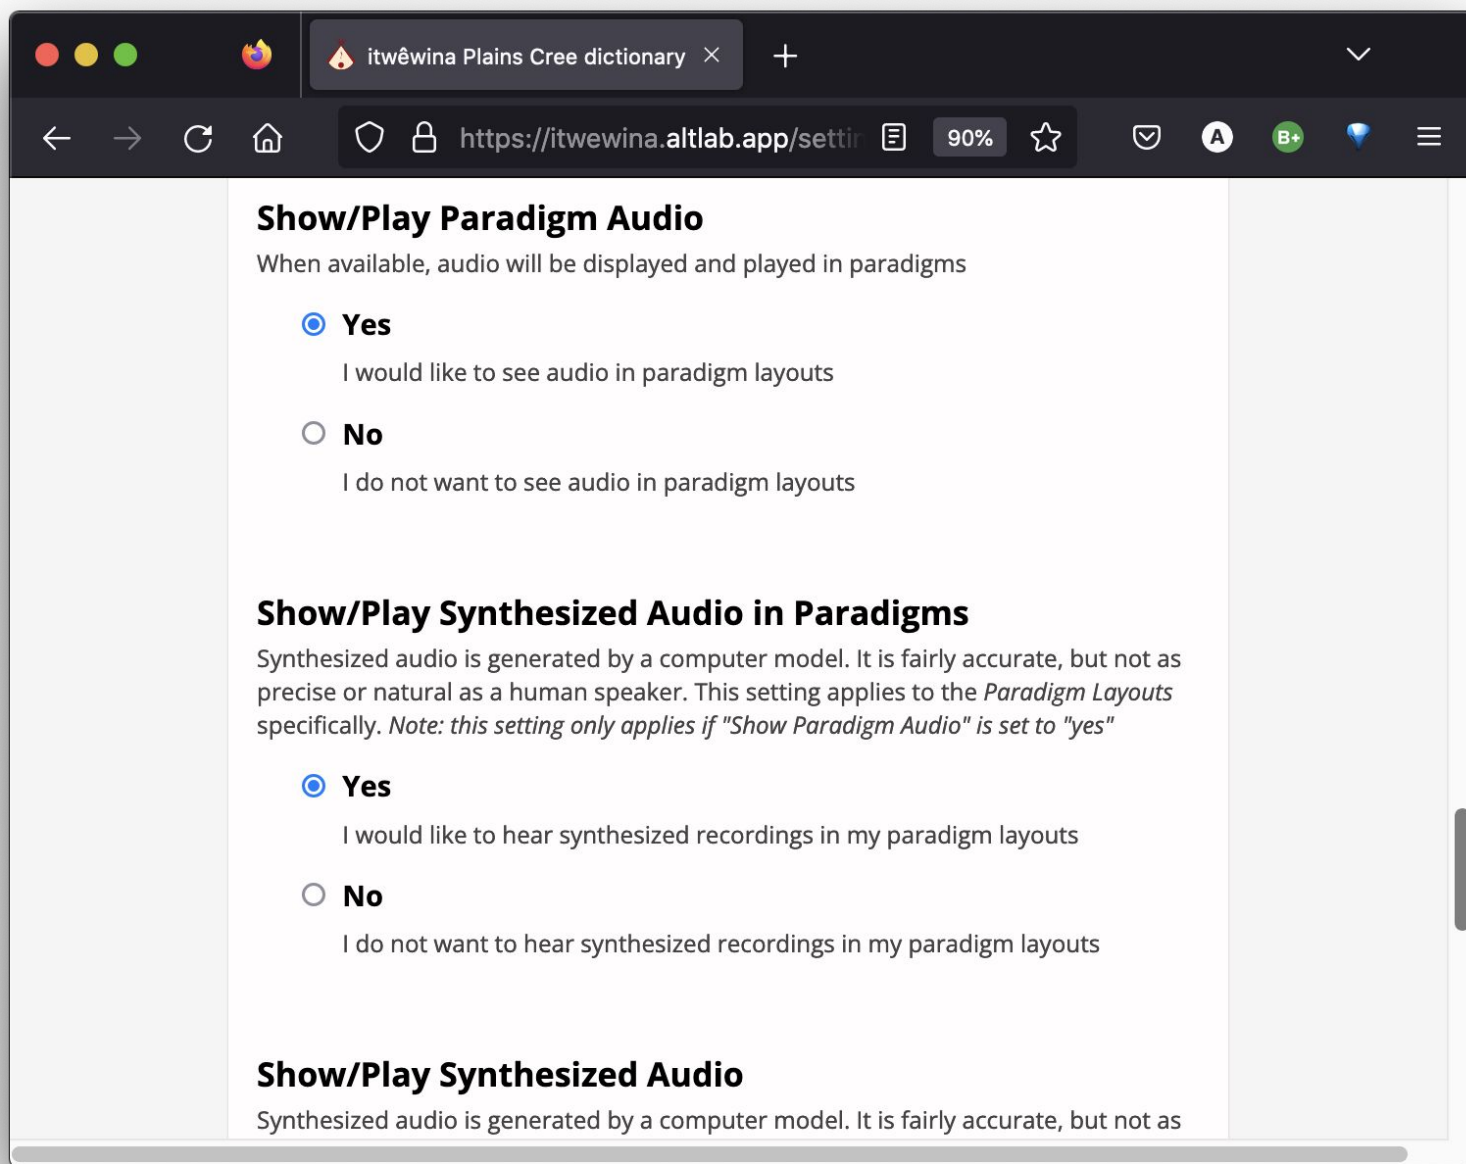 itwêwina Plains Cree dictionary
https://itwewina.altlab.app/settin
90%
A
B+
Show/Play Paradigm Audio
When available, audio will be displayed and played in paradigms
Yes
I would like to see audio in paradigm layouts
No
I do not want to see audio in paradigm layouts
Show/Play Synthesized Audio in Paradigms
Synthesized audio is generated by a computer model. It is fairly accurate, but not as
precise or natural as a human speaker. This setting applies to the Paradigm Layouts
specifically. Note: this setting only applies if "Show Paradigm Audio" is set to "yes"
Yes
I would like to hear synthesized recordings in my paradigm layouts
No
I do not want to hear synthesized recordings in my paradigm layouts
Show/Play Synthesized Audio
Synthesized audio is generated by a computer model. It is fairly accurate, but not as